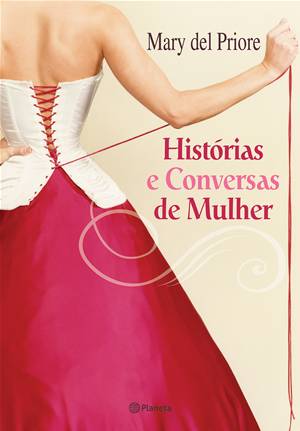 Mary del Priore
Histórias
e Conversas
de Mulher
Planeta